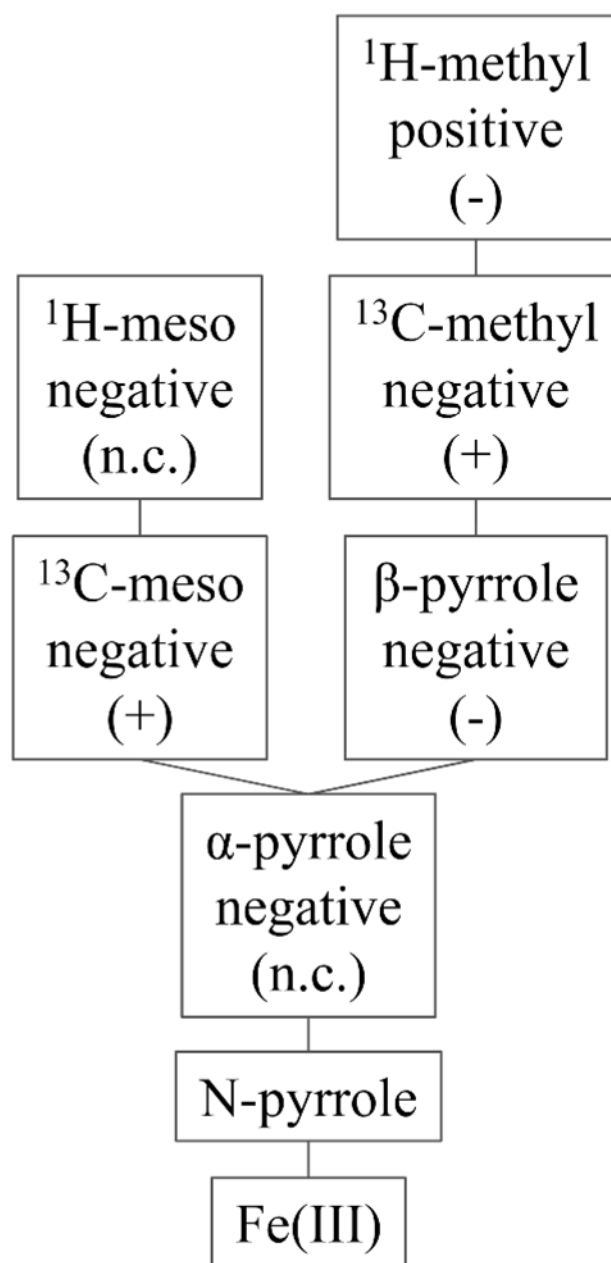 ¹H-methyl
positive
(-)
¹H-meso
negative
(n.c.)
¹³C-methyl
negative
(+)
¹³C-meso
negative
(+)
β-pyrrole
negative
(-)
α-pyrrole
negative
(n.c.)
N-pyrrole
Fe(III)